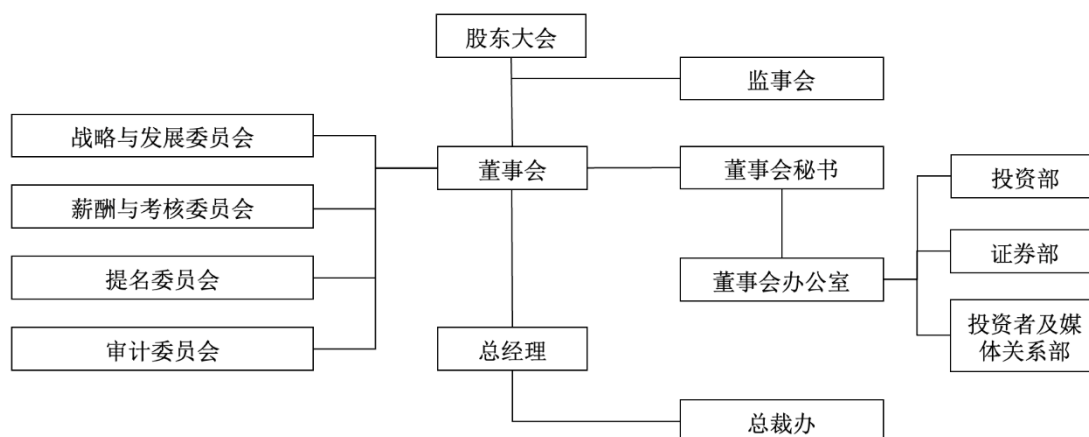 股东大会
监事会
战略与发展委员会
董事会
董事会秘书
投资部
薪酬与考核委员会
证券部
提名委员会
董事会办公室
投资者及媒
体关系部
审计委员会
总经理
总裁办